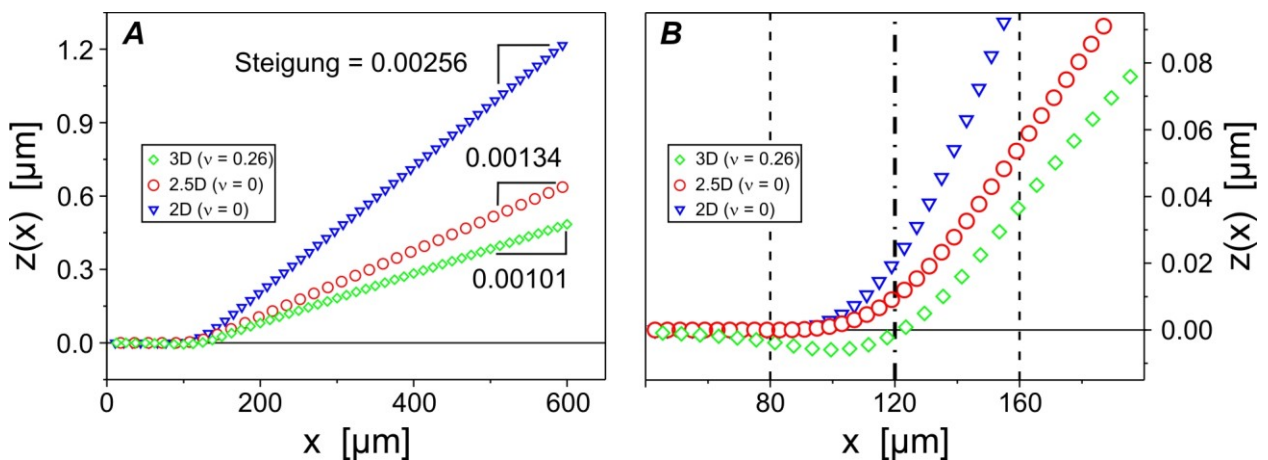 A
1.2
0.9
0.6
0.3
0.0
z(x) [µm]
Steigung = 0.00256
3D (ν = 0.26)
2.5D (ν = 0)
2D (ν = 0)
0.00134
0.00101
0
200
400
600
x [µm]
B
3D (ν = 0.26)
2.5D (ν = 0)
2D (ν = 0)
0.08
0.06
0.04
0.02
0.00
z(x) [µm]
80
120
160
x [µm]